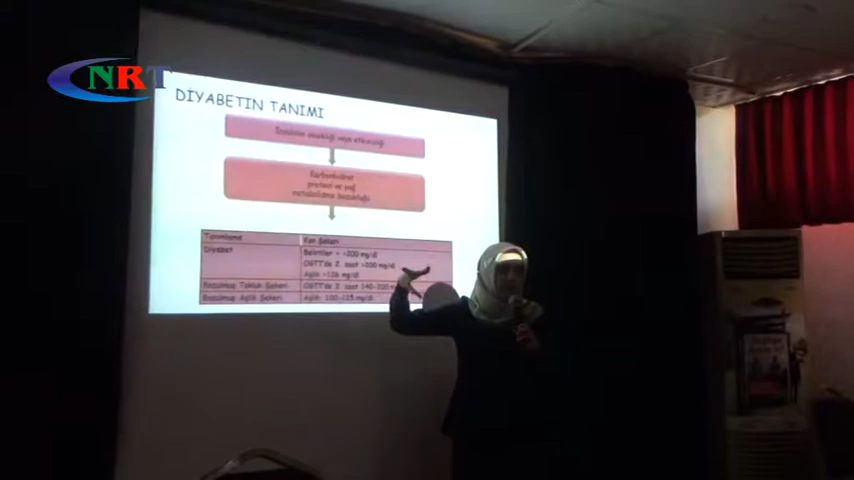 NRT
DİYABETİN TANIMI
İnsülinin eksikliği veya etkisizliği
Karbonhidrat
protein ve yağ
metabolizma bozukluğu
Tanımlama Kan Şekeri
Diyabet Belirtiler + >200 mg/dl
OGTT'de 2. saat >200 mg/dL
Açlık >126 mg/dl
Bozulmuş Tokluk Şekeri OGTT'de 2. saat 140-200
Bozulmuş Açlık Şekeri Açlık 100-125 mg/dl